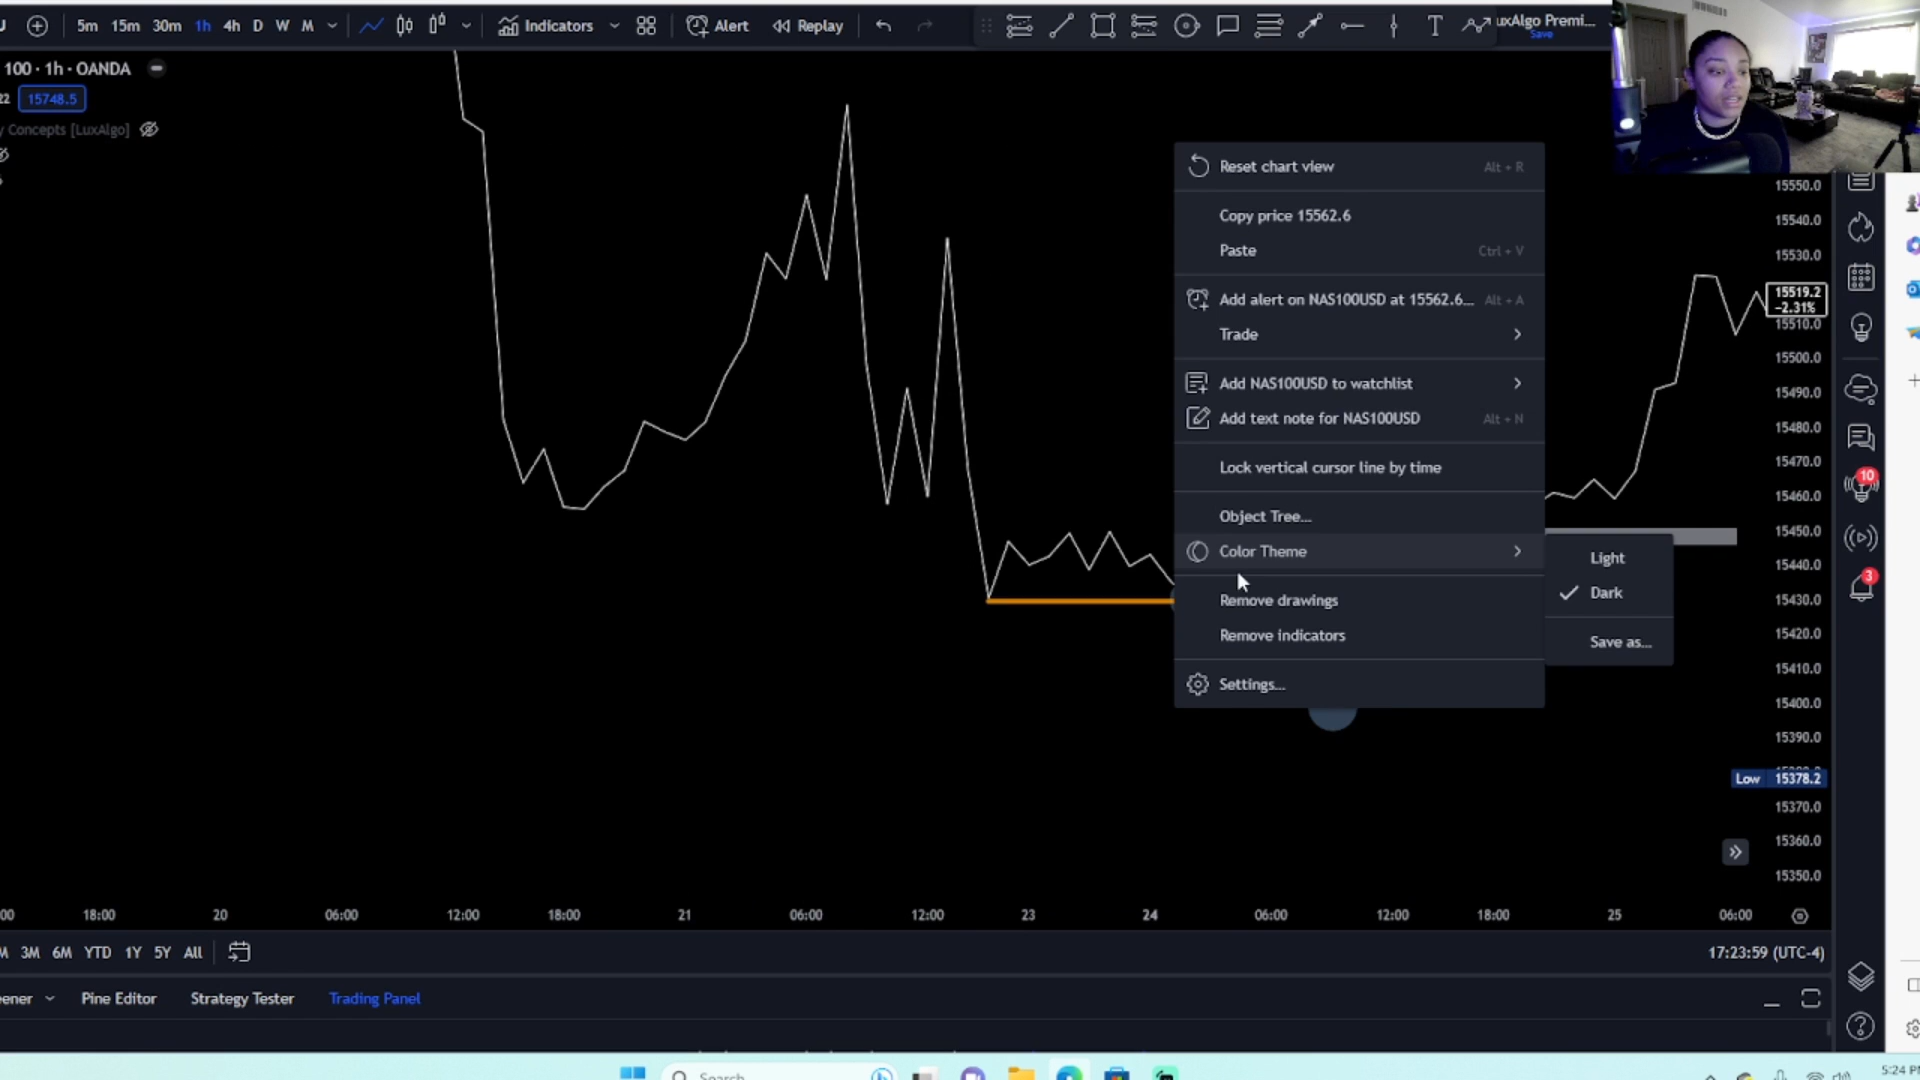 5m 15m 30m 1h 4h D W M Indicators Alert Replay T uxAlgo Premi...
Save
100 · 1h · OANDA
22 15748.5
y Concepts [LuxAlgo]
Reset chart view Alt + R
Copy price 15562.6
Paste Ctrl + V
Add alert on NAS100USD at 15562.6... Alt + A
Trade
Add NAS100USD to watchlist
Add text note for NAS100USD Alt + N
Lock vertical cursor line by time
Object Tree...
Color Theme
Remove drawings
Remove indicators
Settings...
Light
Dark
Save as...
15550.0
15540.0
15530.0
15519.2
-2.31%
15510.0
15500.0
15490.0
15480.0
15470.0
15460.0
15450.0
15440.0
15430.0
15420.0
15410.0
15400.0
15390.0
Low 15378.2
15370.0
15360.0
15350.0
10
3
:00 18:00 20 06:00 12:00 18:00 21 06:00 12:00 23 24 06:00 12:00 18:00 25 06:00
M 3M 6M YTD 1Y 5Y All 17:23:59 (UTC-4)
eener Pine Editor Strategy Tester Trading Panel
Search
5:24 PM